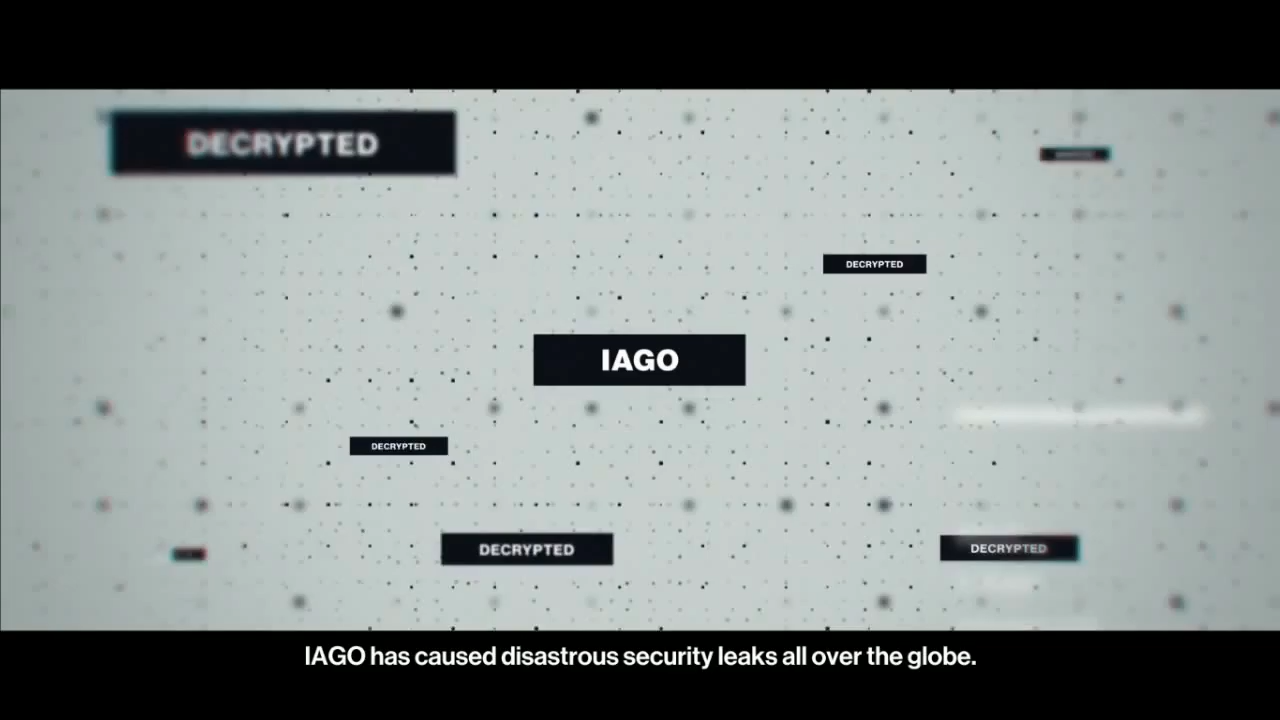 DECRYPTED
DECRYPTED
IAGO
DECRYPTED
DECRYPTED
DECRYPTED
IAGO has caused disastrous security leaks all over the globe.